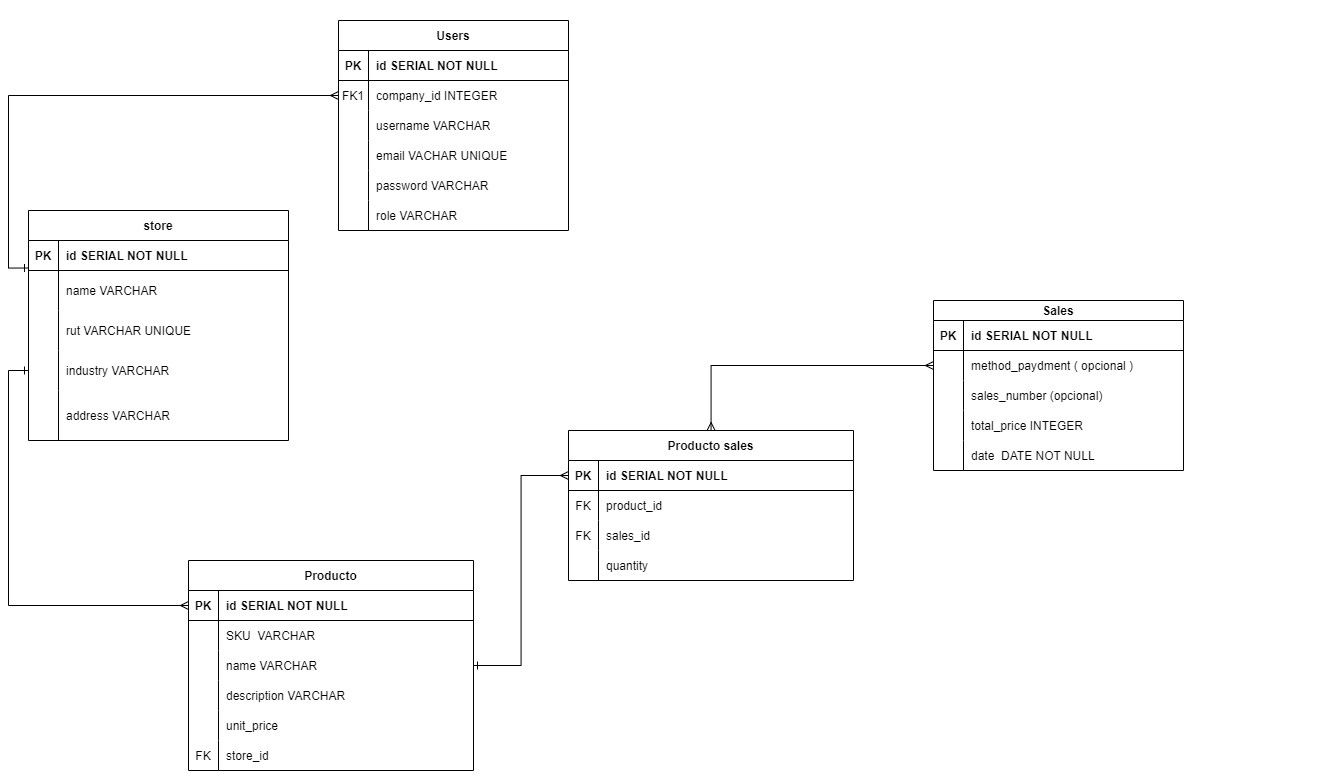 Users
PK id SERIAL NOT NULL
FK1 company_id INTEGER
username VARCHAR
email VACHAR UNIQUE
password VARCHAR
role VARCHAR
store
PK id SERIAL NOT NULL
name VARCHAR
rut VARCHAR UNIQUE
industry VARCHAR
address VARCHAR
Sales
PK id SERIAL NOT NULL
method_paydment ( opcional )
sales_number (opcional)
total_price INTEGER
date  DATE NOT NULL
Producto sales
PK id SERIAL NOT NULL
FK product_id
FK sales_id
quantity
Producto
PK id SERIAL NOT NULL
SKU  VARCHAR
name VARCHAR
description VARCHAR
unit_price
FK store_id